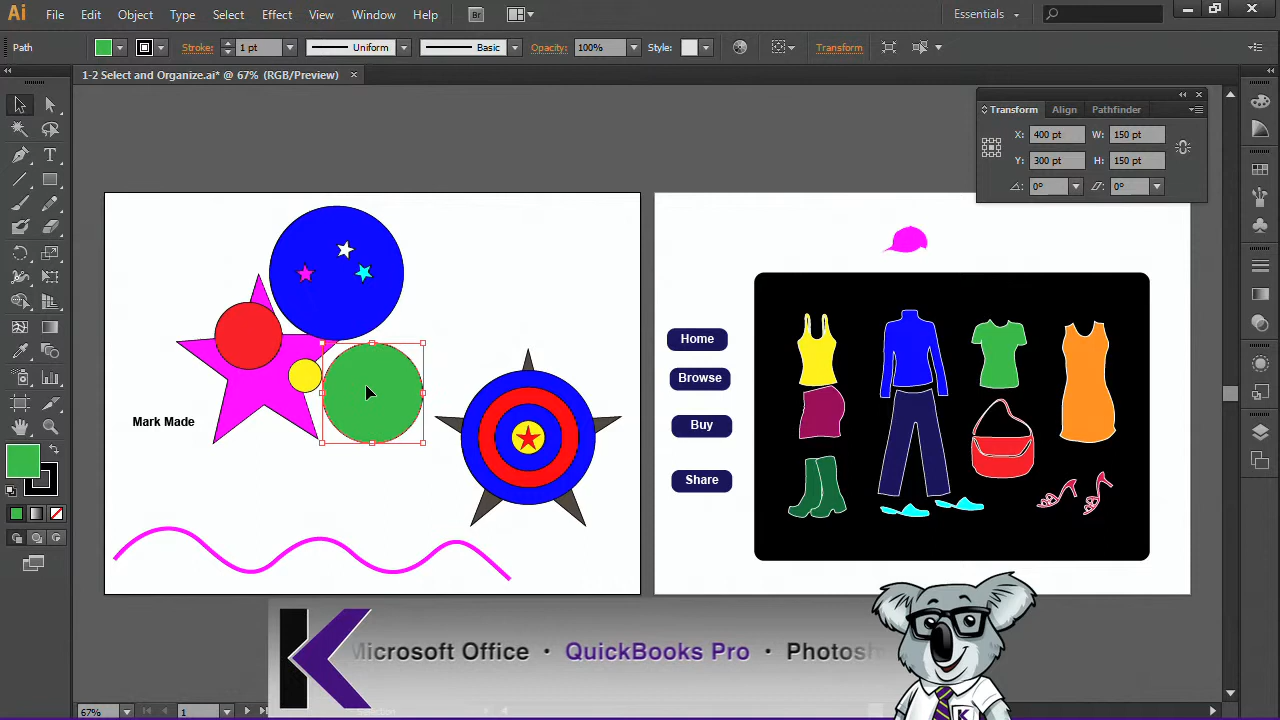 Ai File Edit Object Type Select Effect View Window Help Br Essentials
Path Stroke: 1 pt Uniform Basic Opacity: 100% Style: Transform
1-2 Select and Organize.ai* @ 67% (RGB/Preview)
Transform Align Pathfinder
X: 400 pt W: 150 pt
Y: 300 pt H: 150 pt
0° 0°
Home
Browse
Mark Made
Buy
Share
K Microsoft Office • QuickBooks Pro • Photosh
K
67% 1